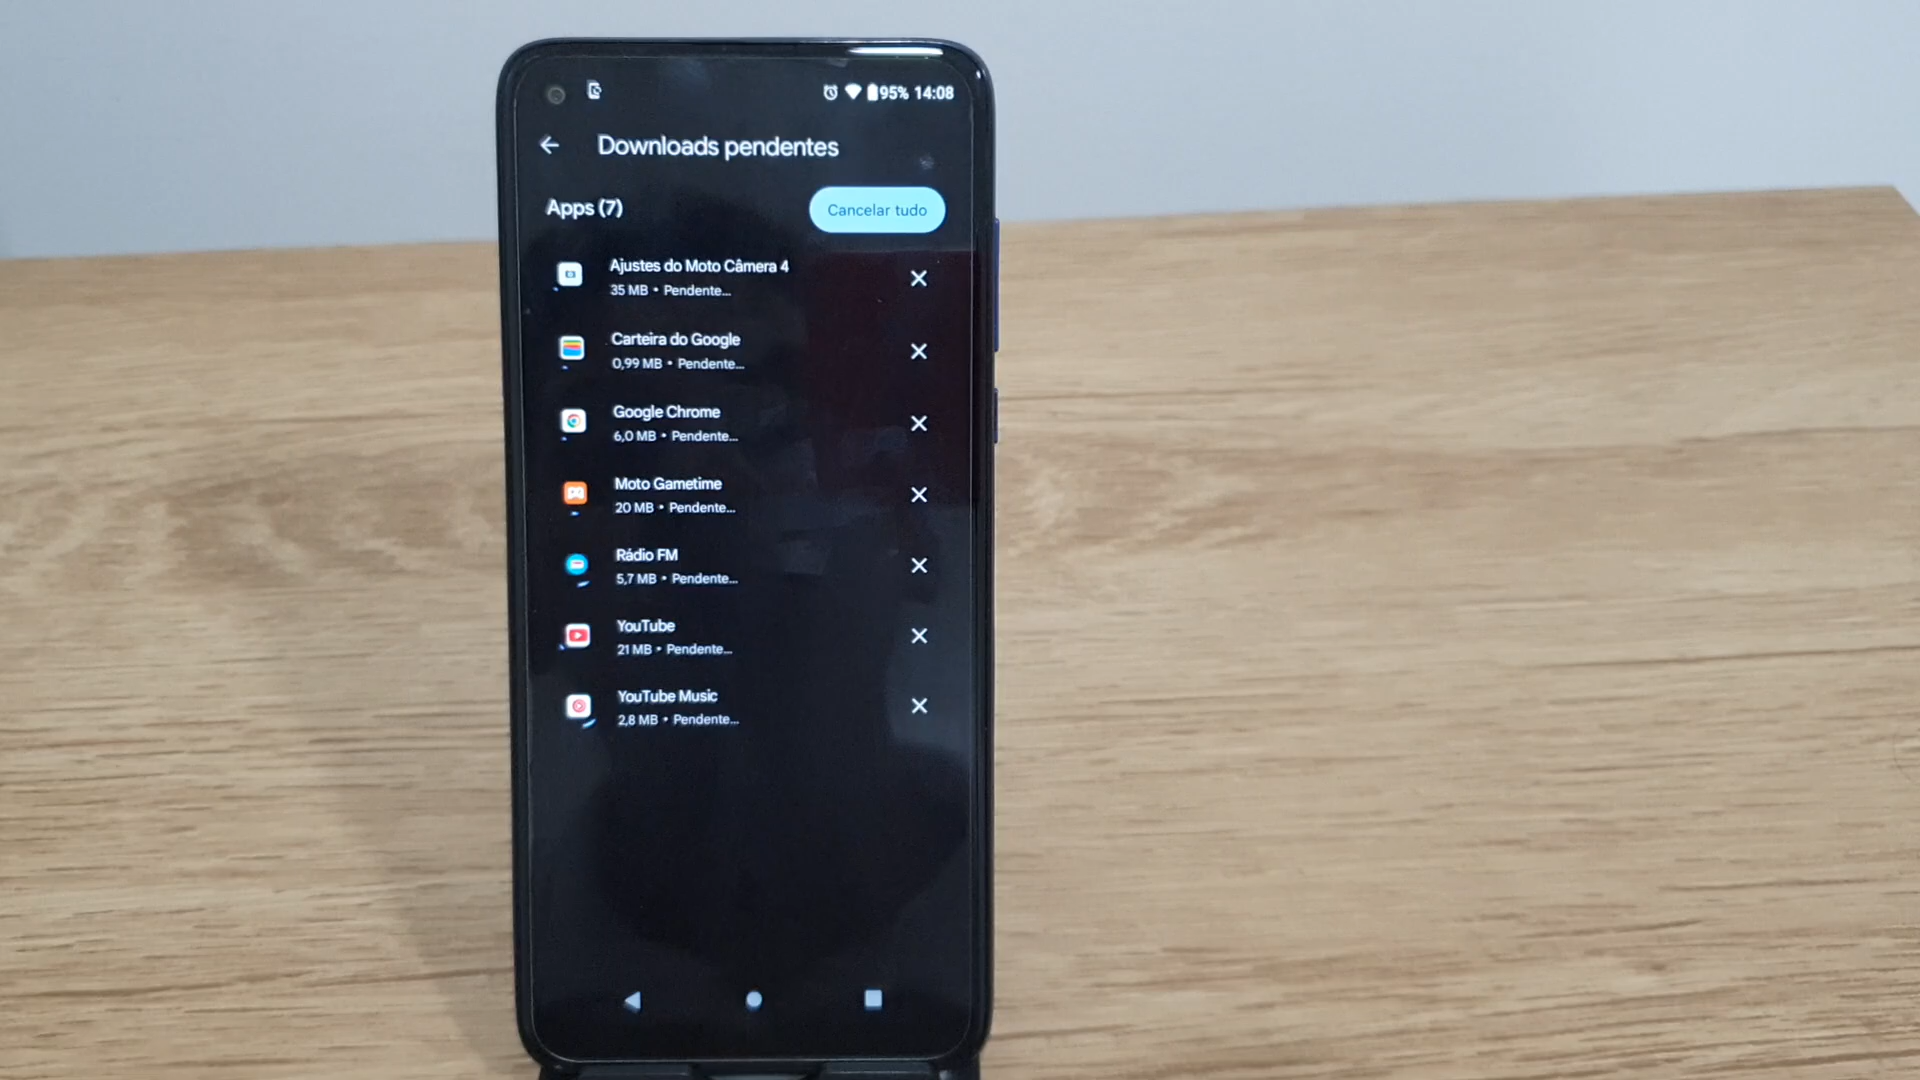 95% 14:08
Downloads pendentes
Apps (7)
Cancelar tudo
Ajustes do Moto Câmera 4
35 MB • Pendente...
Carteira do Google
0,99 MB • Pendente...
Google Chrome
6,0 MB • Pendente...
Moto Gametime
20 MB • Pendente...
Rádio FM
5,7 MB • Pendente...
YouTube
21 MB • Pendente...
YouTube Music
2,8 MB • Pendente...